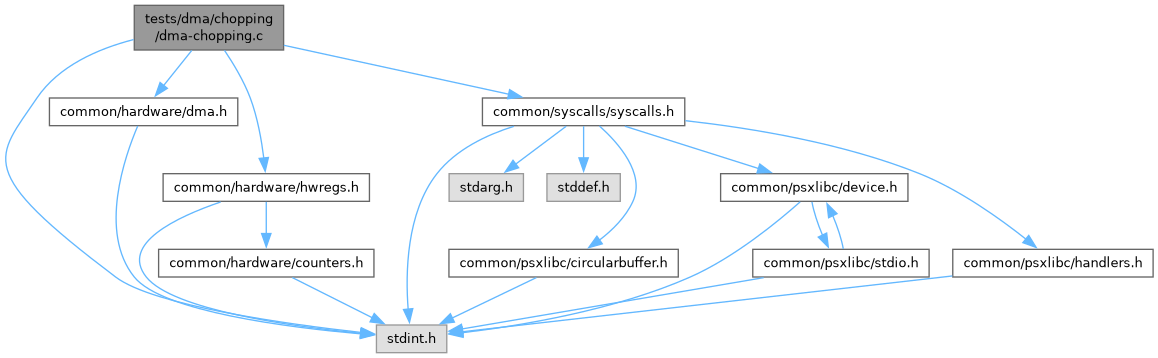 tests/dma/chopping
/dma-chopping.c
common/hardware/dma.h
common/syscalls/syscalls.h
common/hardware/hwregs.h
stdarg.h
stddef.h
common/psxlibc/device.h
common/hardware/counters.h
common/psxlibc/circularbuffer.h
common/psxlibc/stdio.h
common/psxlibc/handlers.h
stdint.h